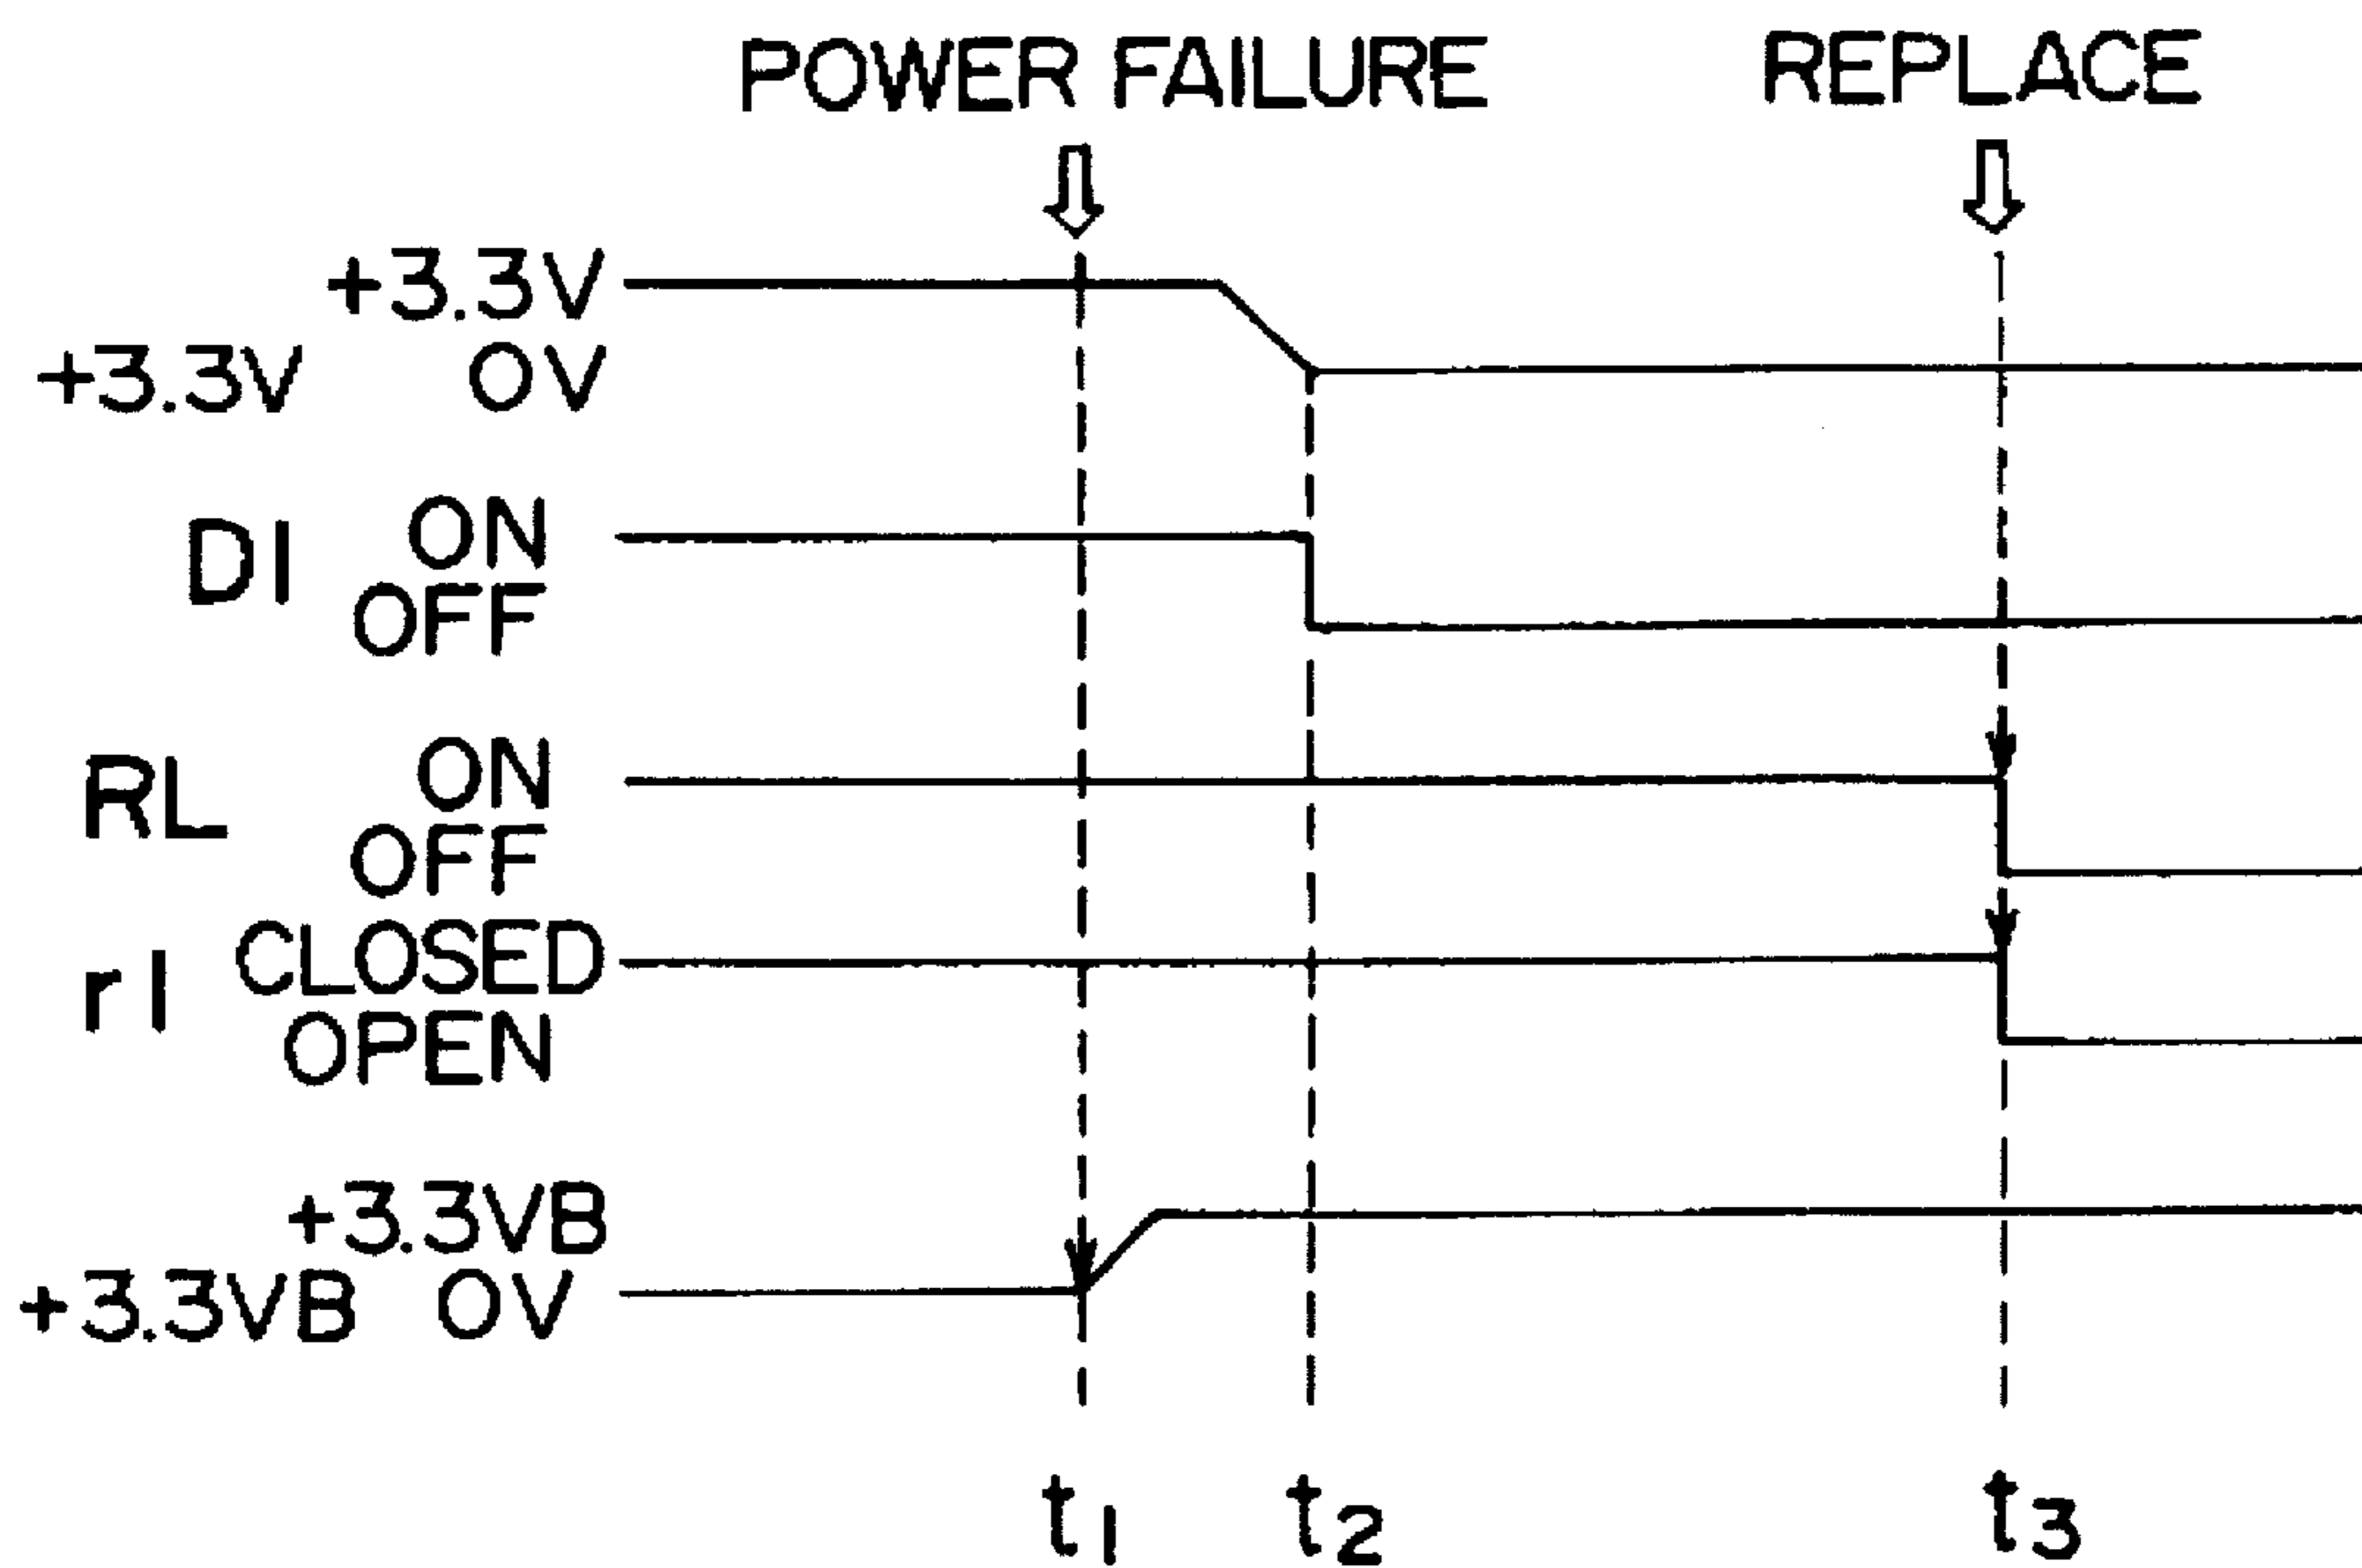 POWER FAILURE REPLACE
+3.3V
+3.3V 0V
ON
D1
OFF
ON
RL
OFF
CLOSED
r1
OPEN
+3.3VB
+3.3VB 0V
t1 t2 t3